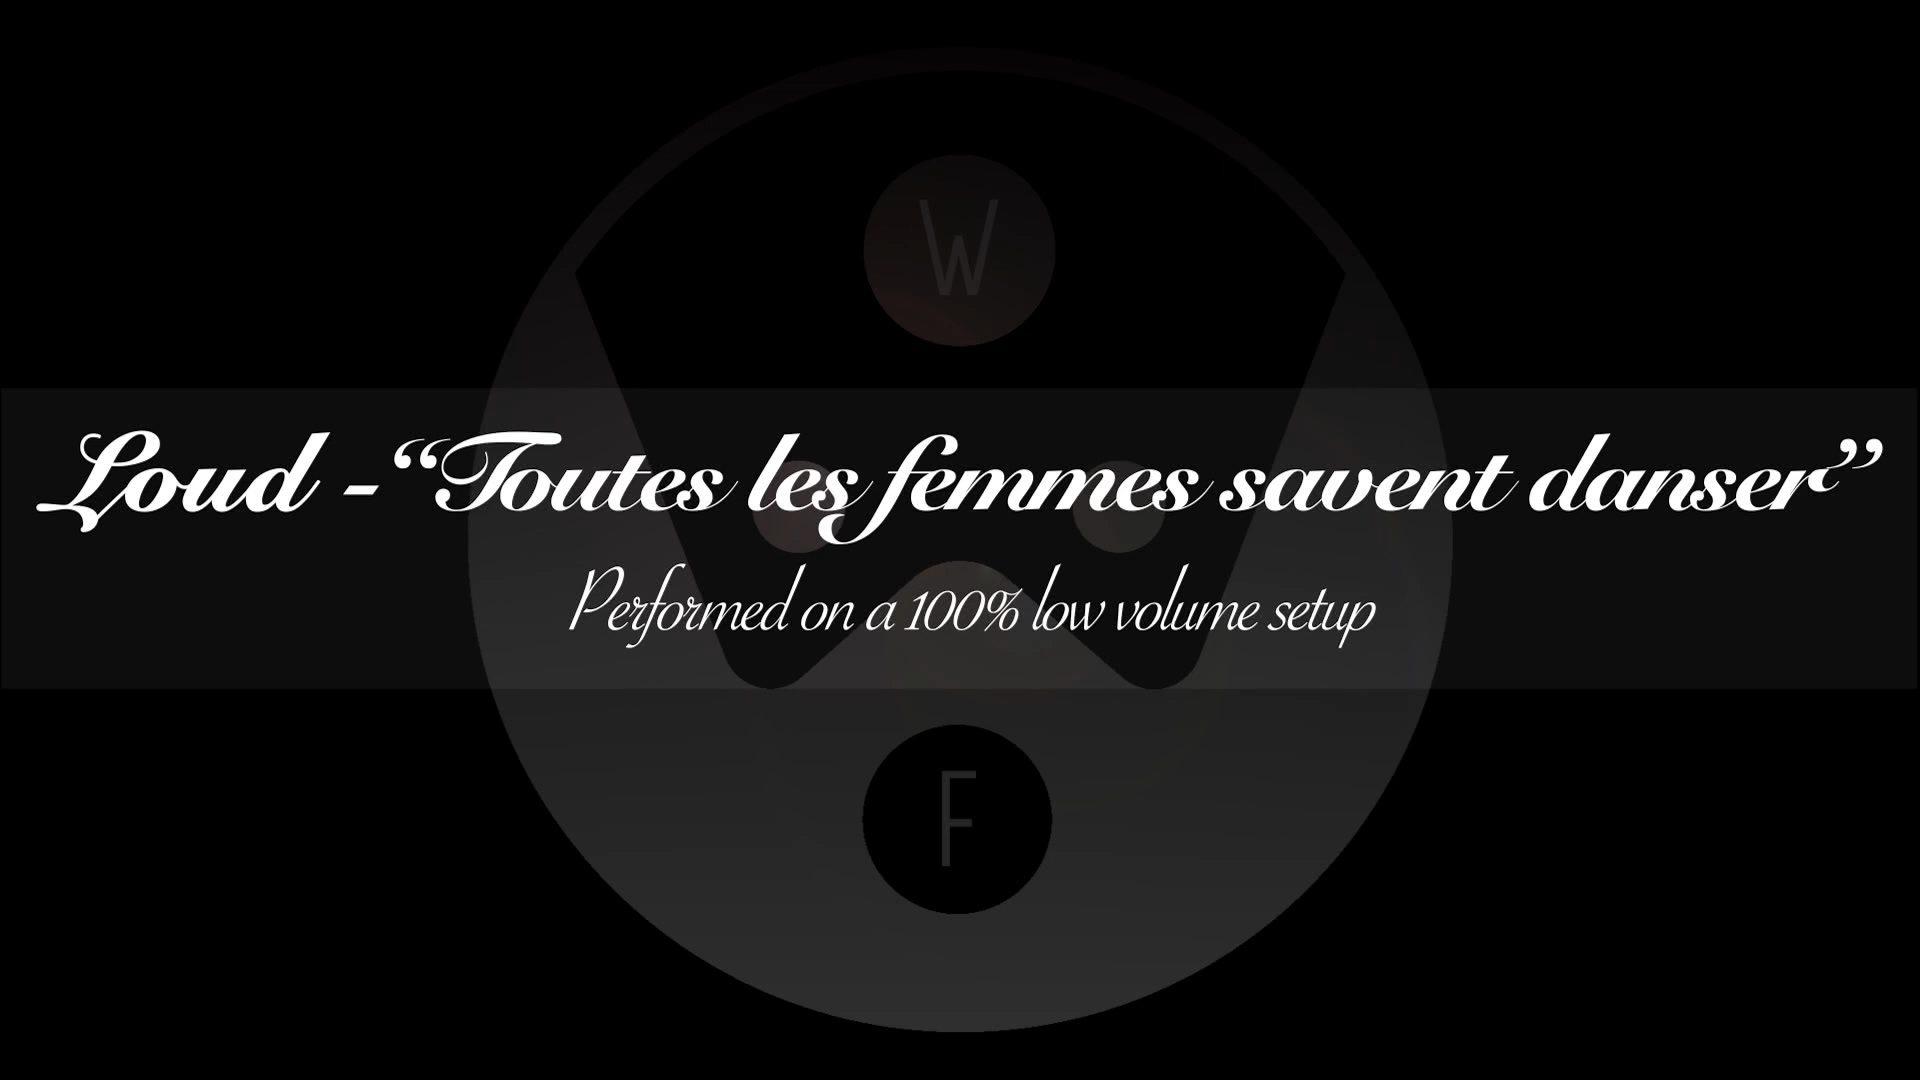 W
Loud -“Toutes les femmes savent danser”
Performed on a 100% low volume setup
F